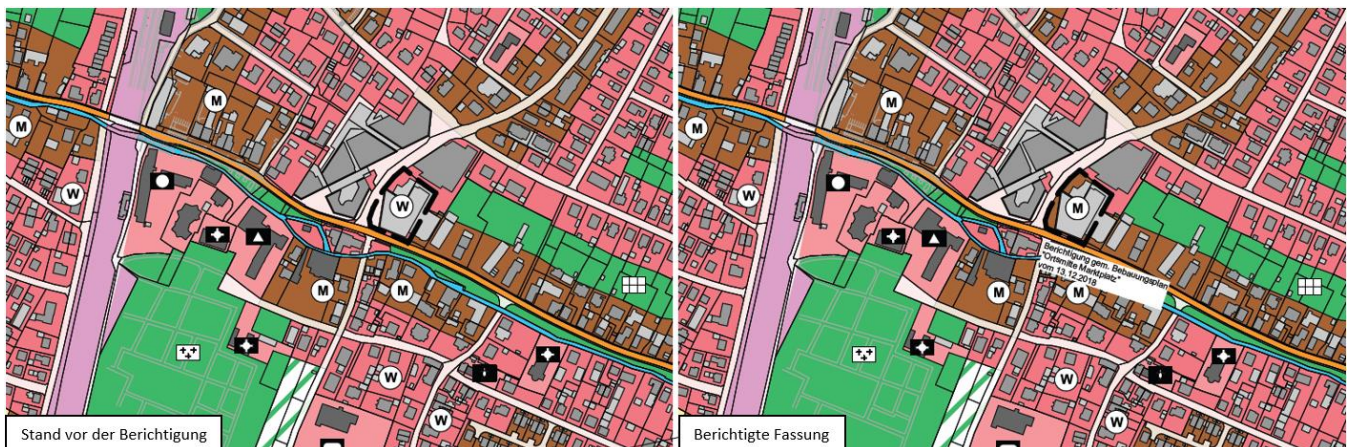 M
M
W
W
M
M
W
W
Stand vor der Berichtigung
M
M
W
M
Berichtigung gem. Bebauungsplan
"Ortsmitte Marktplatz"
vom 13.12.2018
M
M
W
W
Berichtigte Fassung